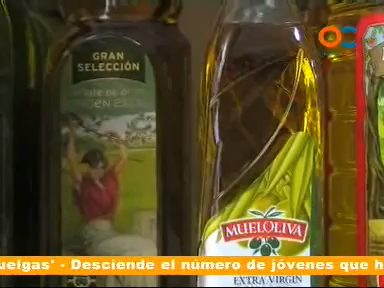 GRAN
SELECCIÓN
MUELOLIVA
uelgas' - Desciende el número de jóvenes que h
EXTRA VIRGIN